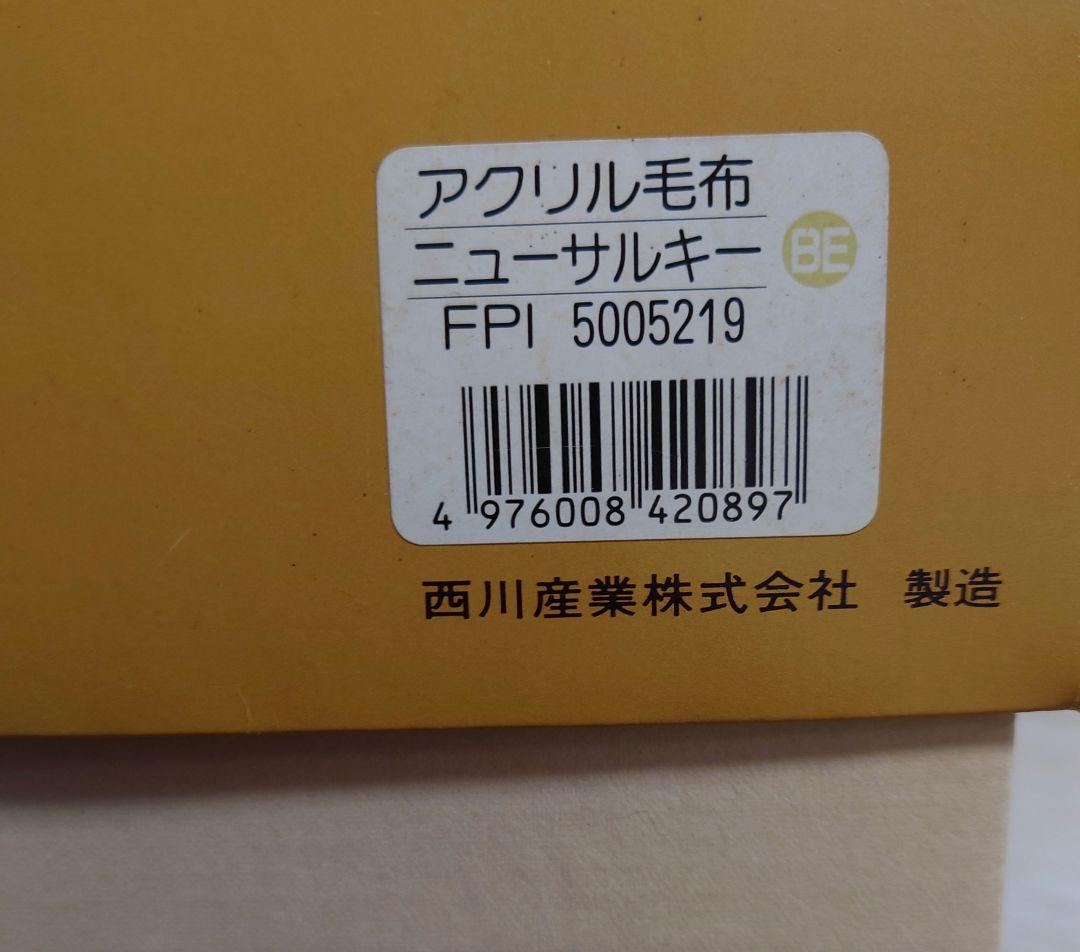 アクリル毛布
ニューサルキー
BE
FPI 5005219
4 976008 420897
西川産業株式会社 製造